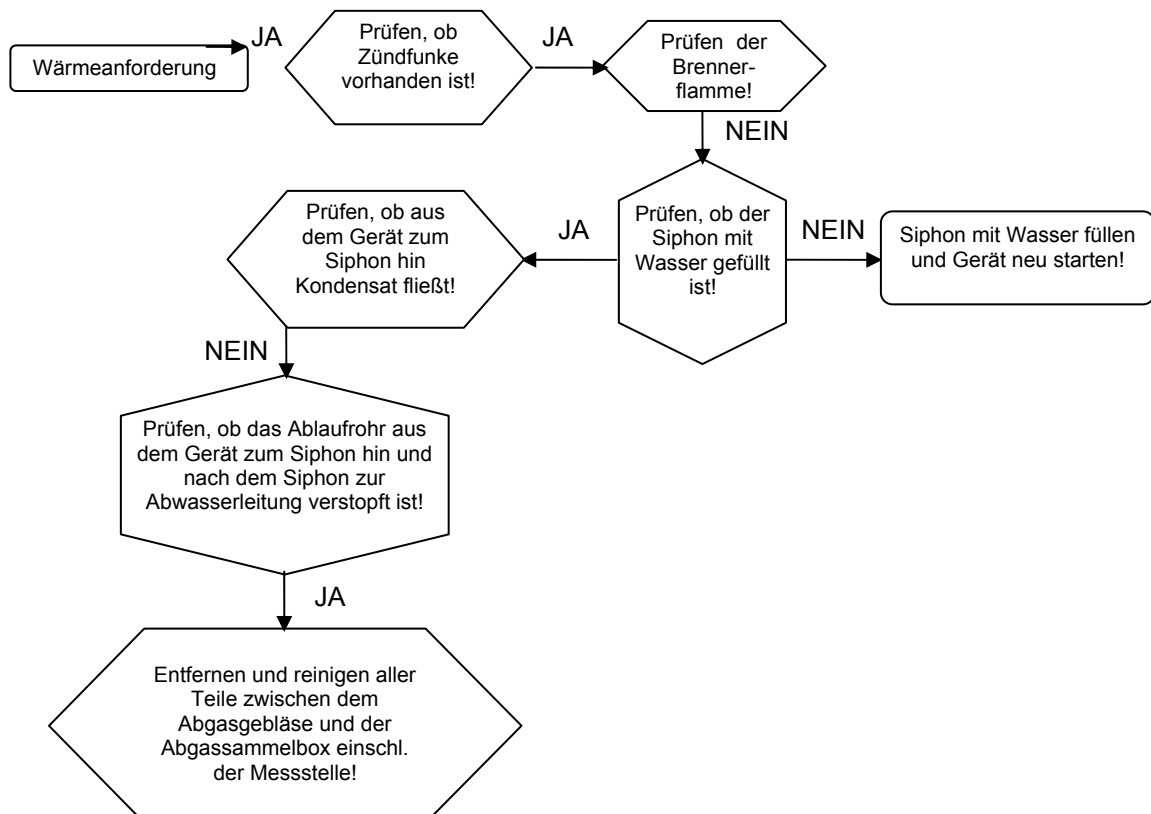 Wärmeanforderung
JA
Prüfen, ob
Zündfunke
vorhanden ist!
JA
Prüfen der
Brenner-
flamme!
NEIN
Prüfen, ob der
Siphon mit
Wasser gefüllt
ist!
NEIN
Siphon mit Wasser füllen
und Gerät neu starten!
JA
Prüfen, ob aus
dem Gerät zum
Siphon hin
Kondensat fließt!
NEIN
Prüfen, ob das Ablaufrohr aus
dem Gerät zum Siphon hin und
nach dem Siphon zur
Abwasserleitung verstopft ist!
JA
Entfernen und reinigen aller
Teile zwischen dem
Abgasgebläse und der
Abgassammelbox einschl.
der Messstelle!